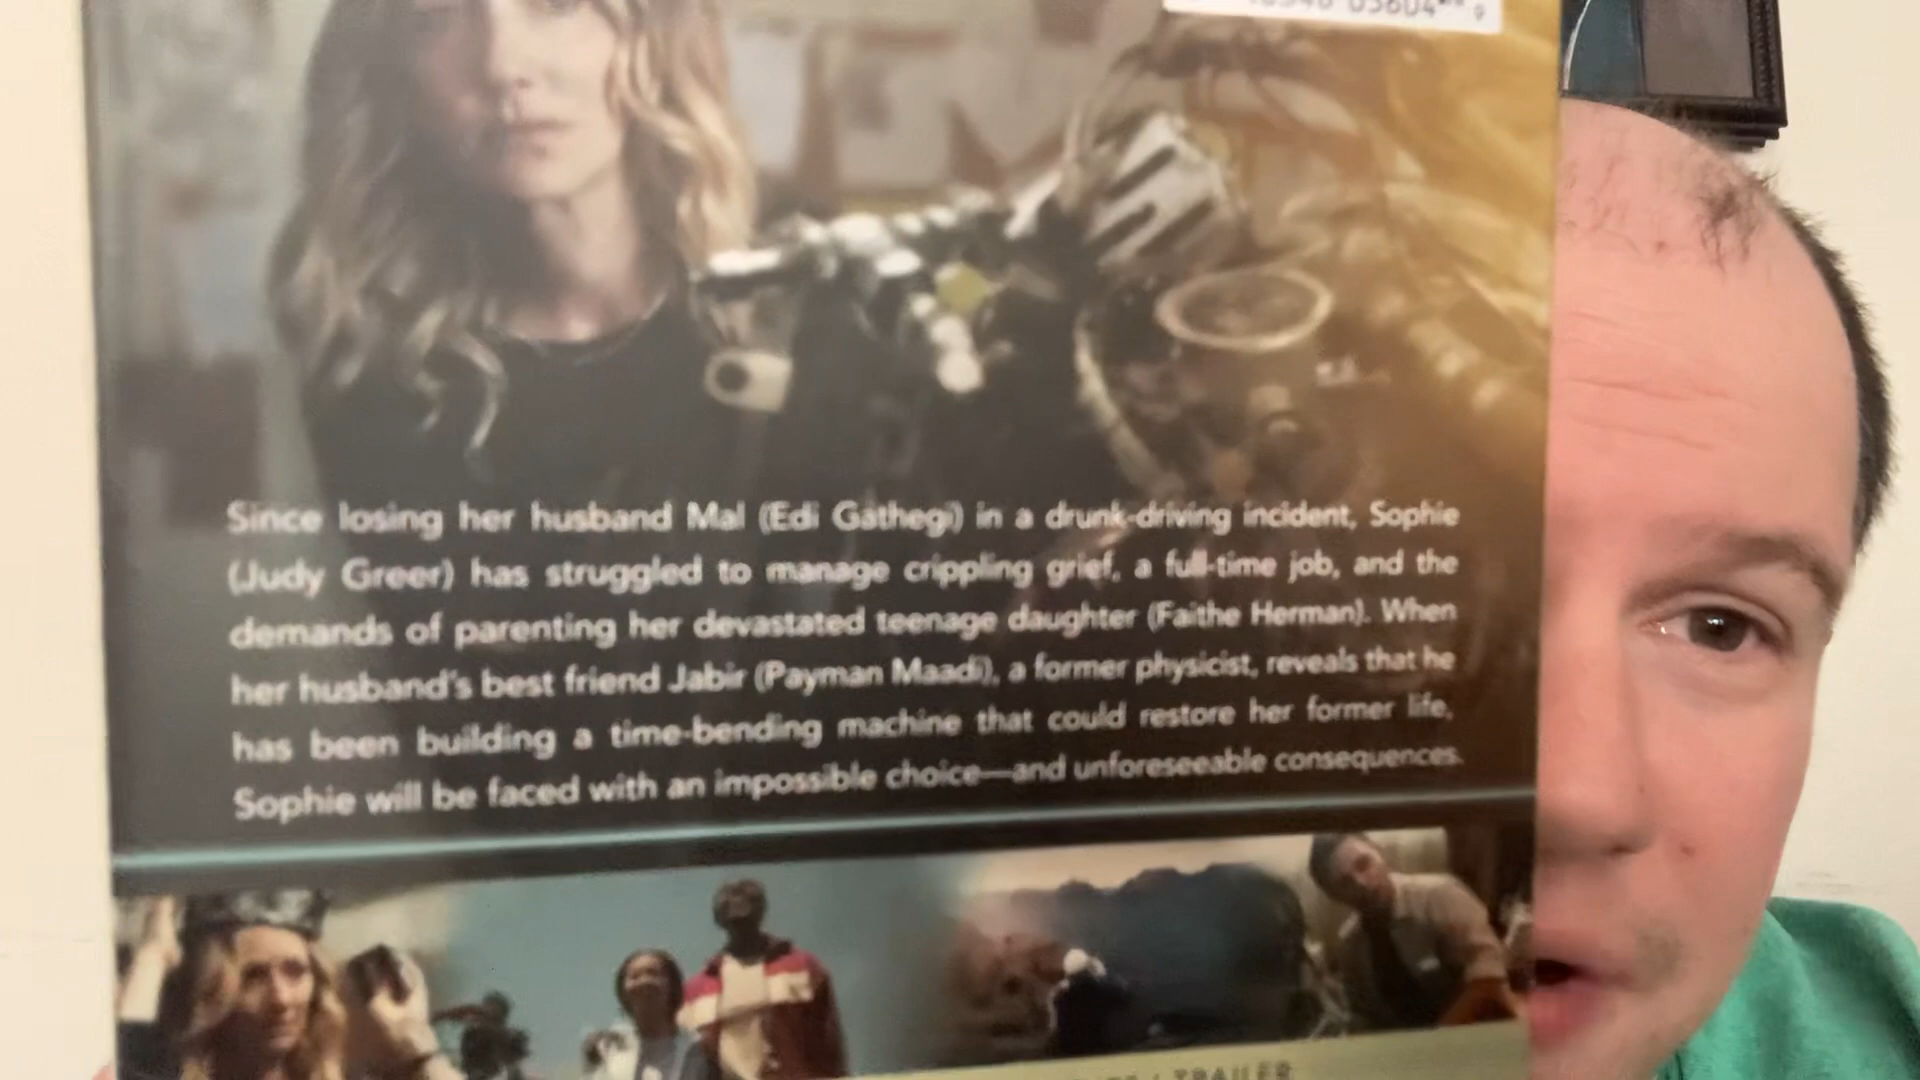 05604
Since losing her husband Mal (Edi Gathegi) in a drunk-driving incident, Sophie
(Judy Greer) has struggled to manage crippling grief, a full-time job, and the
demands of parenting her devastated teenage daughter (Faithe Herman). When
her husband's best friend Jabir (Payman Maadi), a former physicist, reveals that he
has been building a time-bending machine that could restore her former life,
Sophie will be faced with an impossible choice—and unforeseeable consequences.
TRAILER